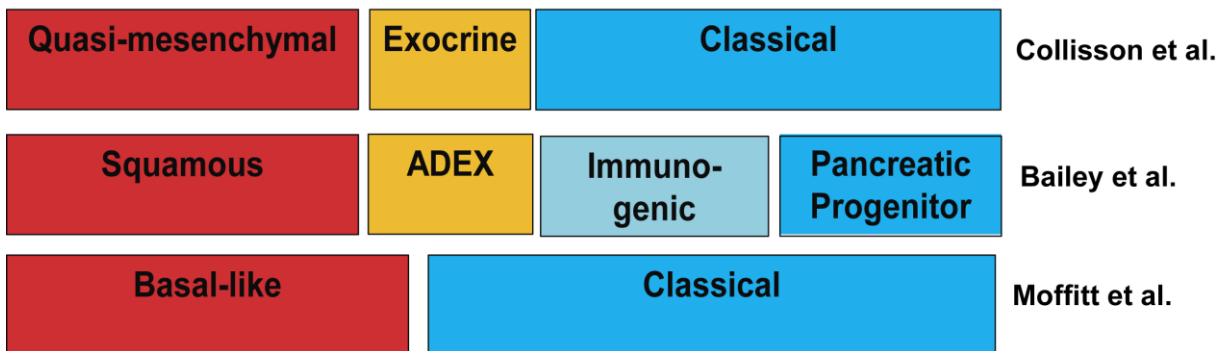 Quasi-mesenchymal Exocrine Classical Collisson et al.
Squamous ADEX Immuno- Pancreatic Bailey et al.
genic Progenitor
Basal-like Classical Moffitt et al.